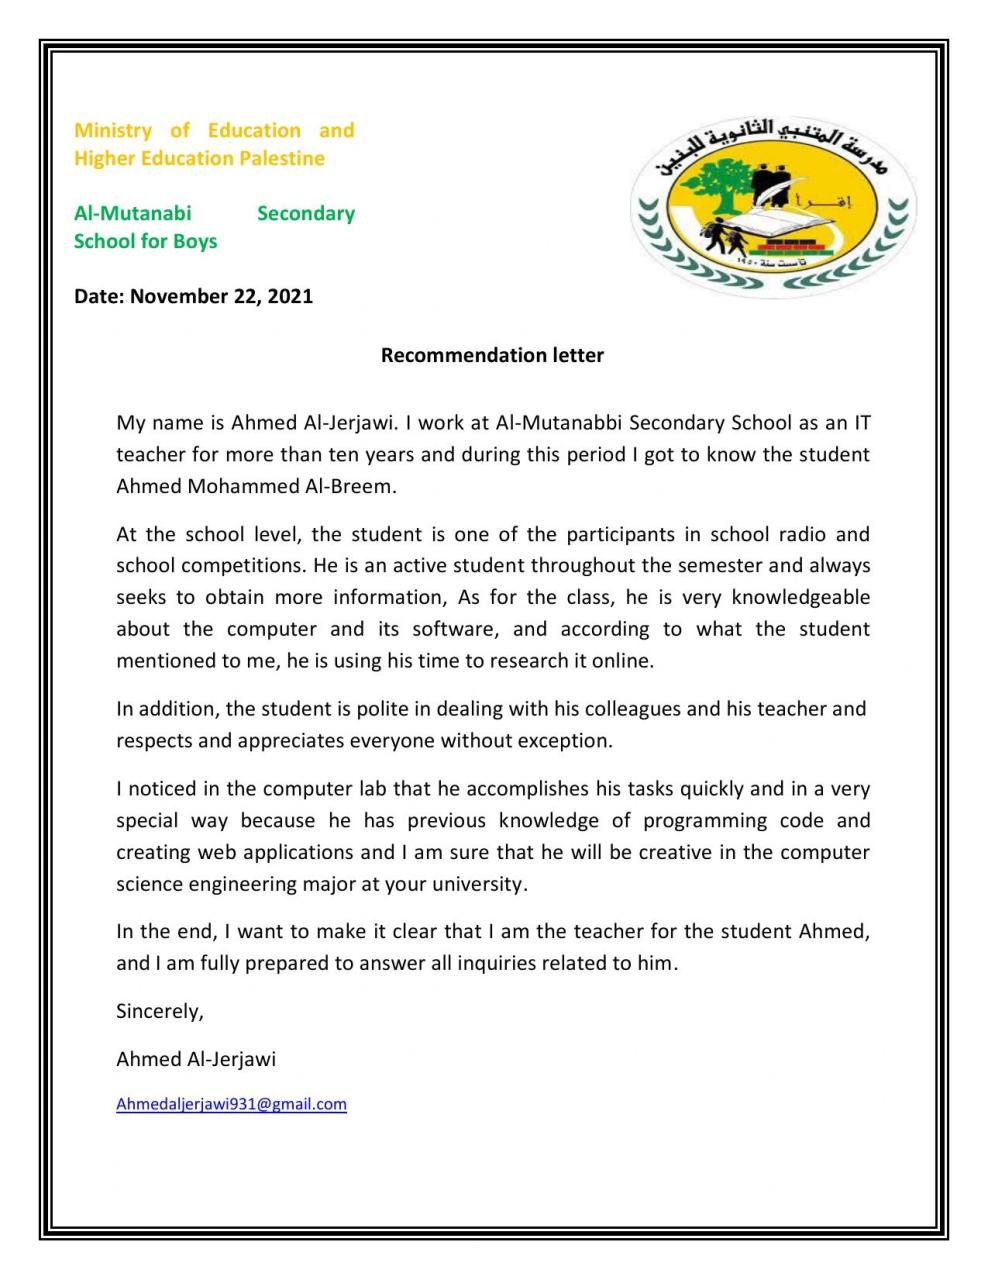 Ministry of Education and
Higher Education Palestine
Al-Mutanabi Secondary
School for Boys
Date: November 22, 2021
مدرسة المتنبي الثانوية للبنين
إقرأ
تأسست سنة ١٩٥٠
Recommendation letter
My name is Ahmed Al-Jerjawi. I work at Al-Mutanabbi Secondary School as an IT
teacher for more than ten years and during this period I got to know the student
Ahmed Mohammed Al-Breem.
At the school level, the student is one of the participants in school radio and
school competitions. He is an active student throughout the semester and always
seeks to obtain more information, As for the class, he is very knowledgeable
about the computer and its software, and according to what the student
mentioned to me, he is using his time to research it online.
In addition, the student is polite in dealing with his colleagues and his teacher and
respects and appreciates everyone without exception.
I noticed in the computer lab that he accomplishes his tasks quickly and in a very
special way because he has previous knowledge of programming code and
creating web applications and I am sure that he will be creative in the computer
science engineering major at your university.
In the end, I want to make it clear that I am the teacher for the student Ahmed,
and I am fully prepared to answer all inquiries related to him.
Sincerely,
Ahmed Al-Jerjawi
Ahmedaljerjawi931@gmail.com